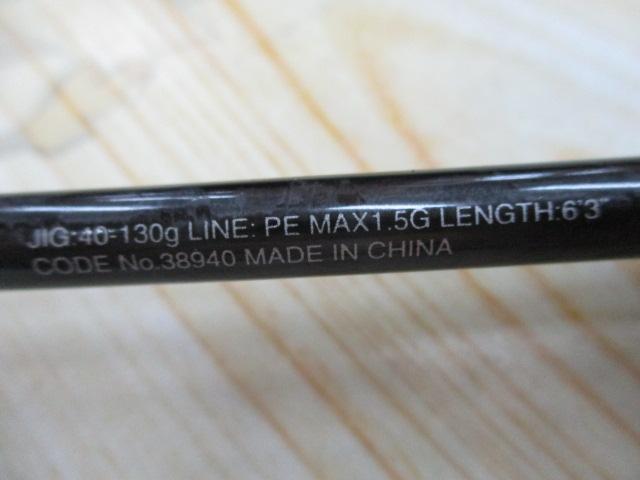 JIG:40-130g LINE: PE MAX1.5G LENGTH:6'3"
CODE No.38940 MADE IN CHINA